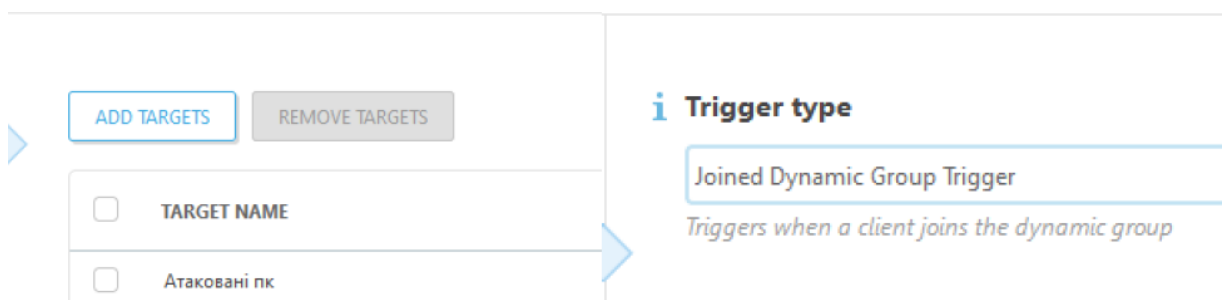 ADD TARGETS
REMOVE TARGETS
TARGET NAME
Атаковані пк
i Trigger type
Joined Dynamic Group Trigger
Triggers when a client joins the dynamic group